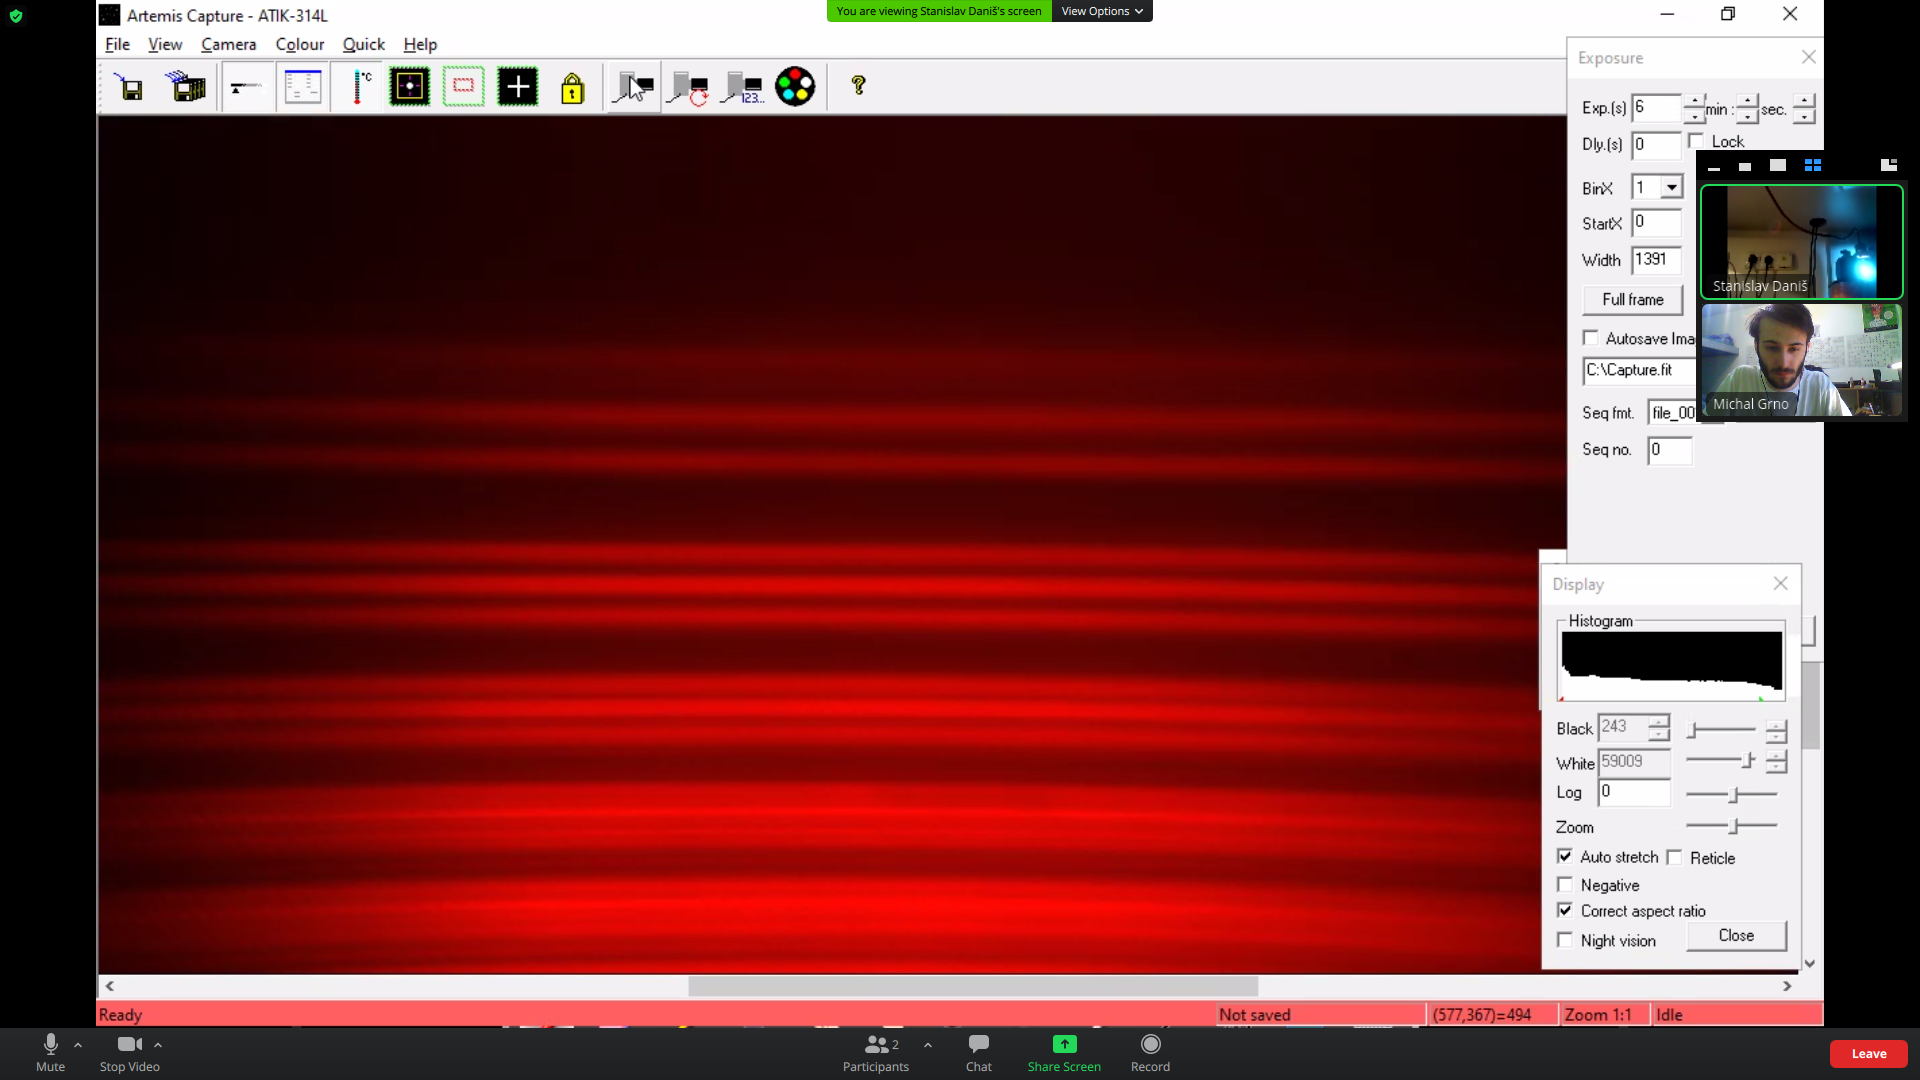 Artemis Capture - ATIK-314L
You are viewing Stanislav Daniš's screen
View Options
File View Camera Colour Quick Help
°C
123...
?
Exposure
Exp.(s) 6 min : sec.
Dly.(s) 0 Lock
BinX 1
StartX 0
Width 1391
Full frame
Autosave Ima
C:\Capture.fit
Seq fmt. file_00
Seq no. 0
Stanislav Daniš
Michal Grno
Display
Histogram
Black 243
White 59009
Log 0
Zoom
Auto stretch Reticle
Negative
Correct aspect ratio
Night vision
Close
Ready
Not saved
(577,367)=494
Zoom 1:1
Idle
Mute
Stop Video
2
Participants
Chat
Share Screen
Record
Leave